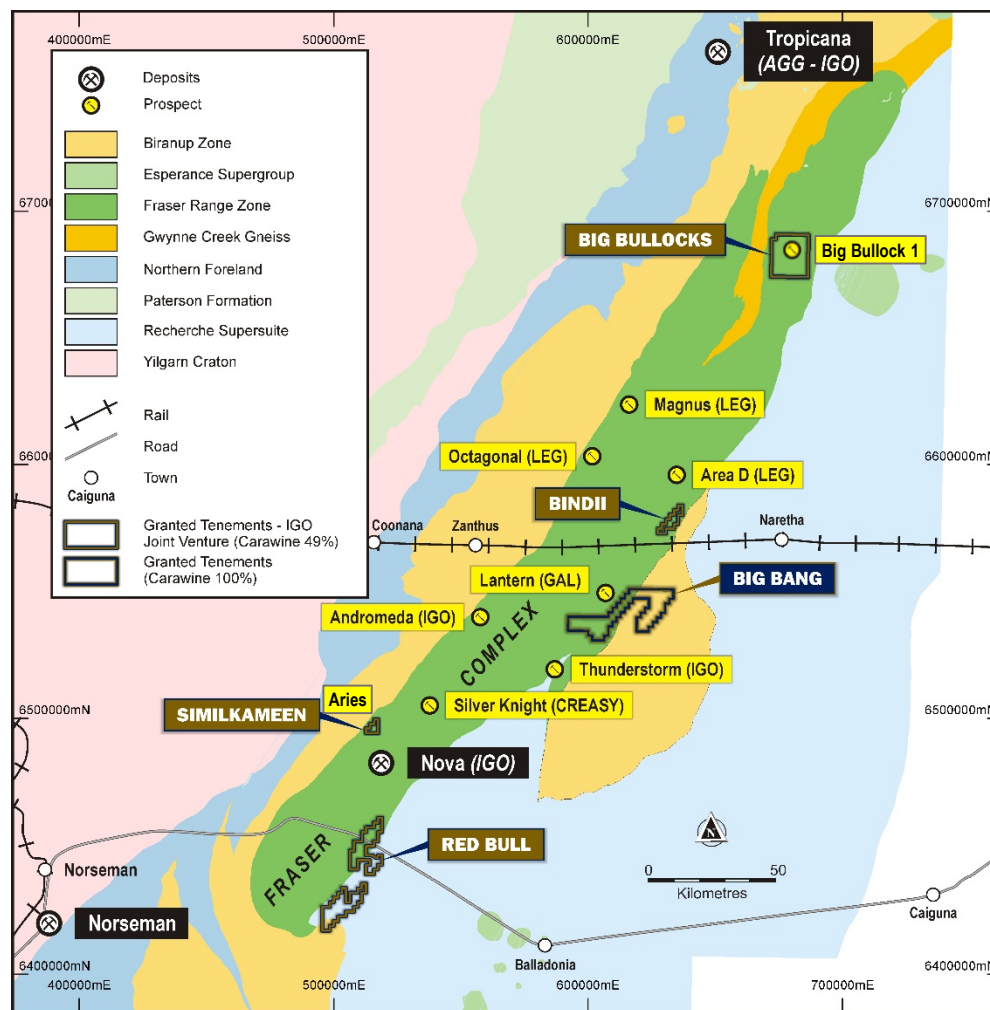 400000mE
500000mE
600000mE
Deposits
Prospect
Biranup Zone
Esperance Supergroup
Fraser Range Zone
Gwynne Creek Gneiss
Northern Foreland
Paterson Formation
Recherche Supersuite
Yilgarn Craton
Rail
Road
Town
Caiguna
Granted Tenements - IGO
Joint Venture (Carawine 49%)
Granted Tenements
(Carawine 100%)
Tropicana
(AGG - IGO)
6700000mN
6700000mN
BIG BULLOCKS
Big Bullock 1
Magnus (LEG)
Octagonal (LEG)
6600000mN
6600000mN
Area D (LEG)
BINDII
Coonana
Zanthus
Naretha
Lantern (GAL)
BIG BANG
Andromeda (IGO)
COMPLEX
Thunderstorm (IGO)
Aries
SIMILKAMEEN
Silver Knight (CREASY)
6500000mN
6500000mN
Nova (IGO)
N
FRASER
RED BULL
0
50
Kilometres
Norseman
Norseman
Caiguna
Balladonia
6400000mN
6400000mN
400000mE
500000mE
600000mE
700000mE